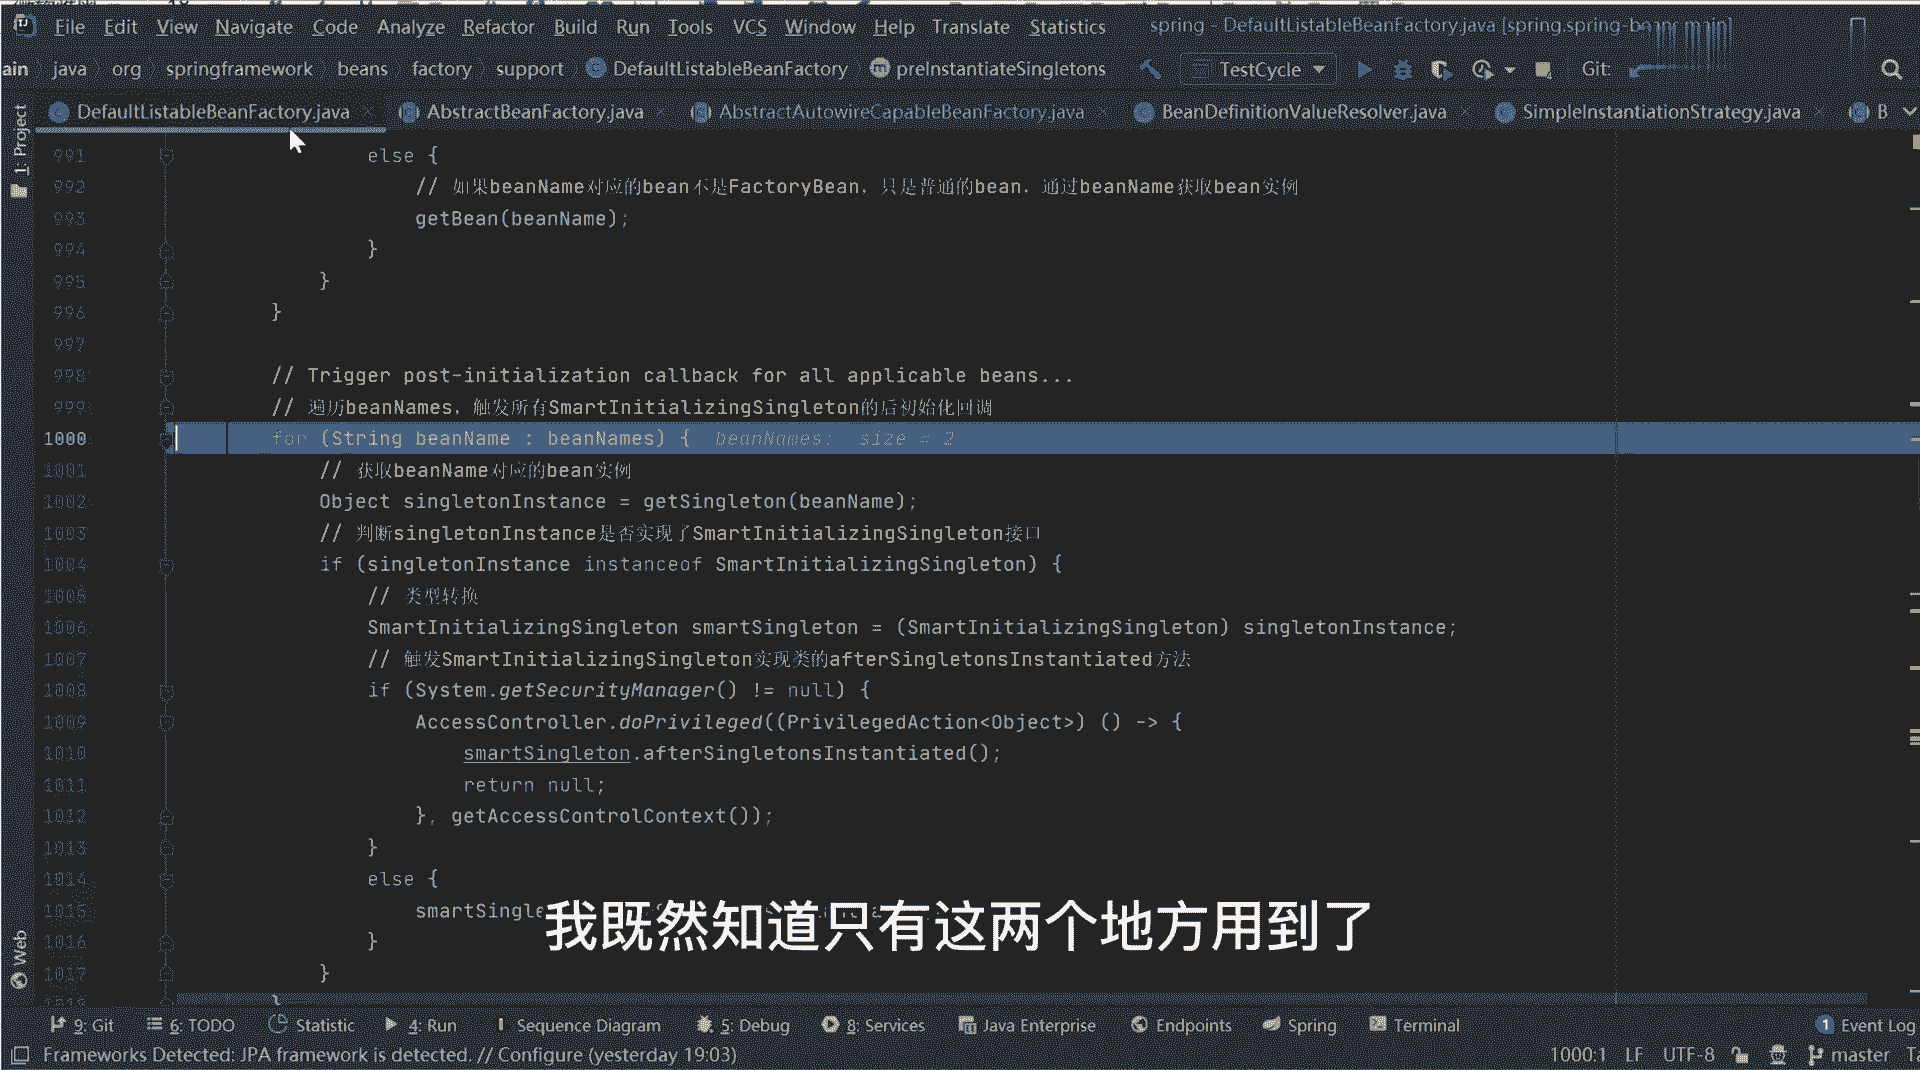 File Edit View Navigate Code Analyze Refactor Build Run Tools VCS Window Help Translate Statistics spring - DefaultListableBeanFactory.java [spring.spring-beans.main]
ain java org springframework beans factory support DefaultListableBeanFactory preInstantiateSingletons TestCycle Git:
DefaultListableBeanFactory.java AbstractBeanFactory.java AbstractAutowireCapableBeanFactory.java BeanDefinitionValueResolver.java SimpleInstantiationStrategy.java B
1: Project
991 else {
992 // 如果beanName对应的bean不是FactoryBean，只是普通的bean，通过beanName获取bean实例
993 getBean(beanName);
994 }
995 }
996 }
997
998 // Trigger post-initialization callback for all applicable beans...
999 // 遍历beanNames，触发所有SmartInitializingSingleton的后初始化回调
1000 for (String beanName : beanNames) { beanNames: size = 2
1001 // 获取beanName对应的bean实例
1002 Object singletonInstance = getSingleton(beanName);
1003 // 判断singletonInstance是否实现了SmartInitializingSingleton接口
1004 if (singletonInstance instanceof SmartInitializingSingleton) {
1005 // 类型转换
1006 SmartInitializingSingleton smartSingleton = (SmartInitializingSingleton) singletonInstance;
1007 // 触发SmartInitializingSingleton实现类的afterSingletonsInstantiated方法
1008 if (System.getSecurityManager() != null) {
1009 AccessController.doPrivileged((PrivilegedAction<Object>) () -> {
1010 smartSingleton.afterSingletonsInstantiated();
1011 return null;
1012 }, getAccessControlContext());
1013 }
1014 else {
1015 smartSingle
我既然知道只有这两个地方用到了
1016 }
1017 }
1018 }
Web
9: Git 6: TODO Statistic 4: Run Sequence Diagram 5: Debug 8: Services Java Enterprise Endpoints Spring Terminal 1 Event Log
Frameworks Detected: JPA framework is detected. // Configure (yesterday 19:03) 1000:1 LF UTF-8 master